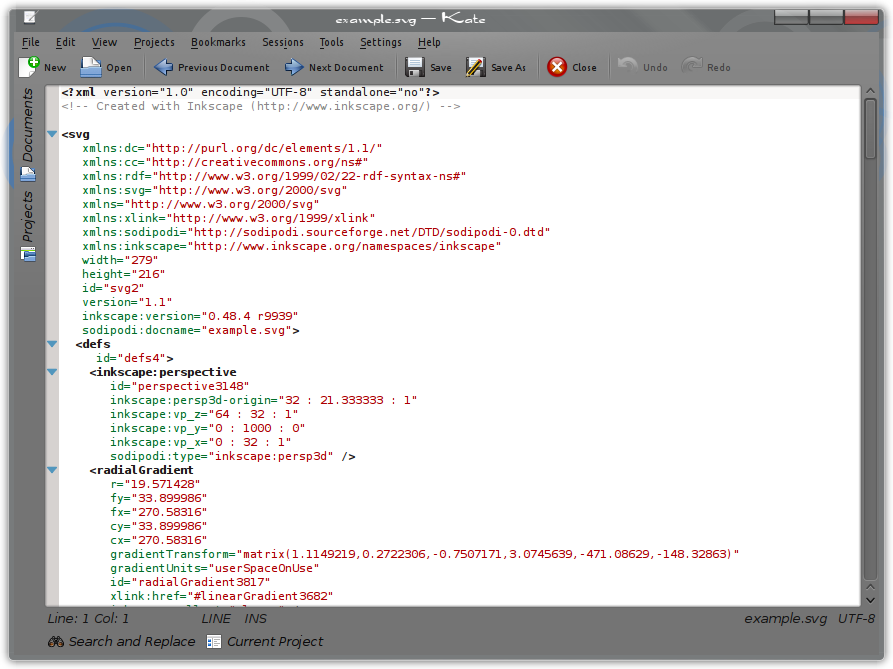 example.svg — Kate
File Edit View Projects Bookmarks Sessions Tools Settings Help
New Open Previous Document Next Document Save Save As Close Undo Redo
Documents
Projects
<?xml version="1.0" encoding="UTF-8" standalone="no"?>
<!-- Created with Inkscape (http://www.inkscape.org/) -->
<svg
xmlns:dc="http://purl.org/dc/elements/1.1/"
xmlns:cc="http://creativecommons.org/ns#"
xmlns:rdf="http://www.w3.org/1999/02/22-rdf-syntax-ns#"
xmlns:svg="http://www.w3.org/2000/svg"
xmlns="http://www.w3.org/2000/svg"
xmlns:xlink="http://www.w3.org/1999/xlink"
xmlns:sodipodi="http://sodipodi.sourceforge.net/DTD/sodipodi-0.dtd"
xmlns:inkscape="http://www.inkscape.org/namespaces/inkscape"
width="279"
height="216"
id="svg2"
version="1.1"
inkscape:version="0.48.4 r9939"
sodipodi:docname="example.svg">
<defs
id="defs4">
<inkscape:perspective
id="perspective3148"
inkscape:persp3d-origin="32 : 21.333333 : 1"
inkscape:vp_z="64 : 32 : 1"
inkscape:vp_y="0 : 1000 : 0"
inkscape:vp_x="0 : 32 : 1"
sodipodi:type="inkscape:persp3d" />
<radialGradient
r="19.571428"
fy="33.899986"
fx="270.58316"
cy="33.899986"
cx="270.58316"
gradientTransform="matrix(1.1149219,0.2722306,-0.7507171,3.0745639,-471.08629,-148.32863)"
gradientUnits="userSpaceOnUse"
id="radialGradient3817"
xlink:href="#linearGradient3682"
Line: 1 Col: 1 LINE INS example.svg UTF-8
Search and Replace Current Project